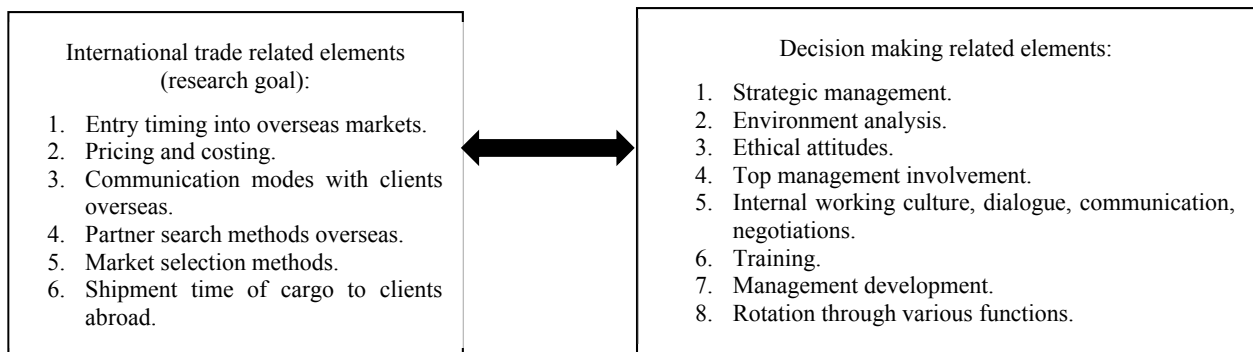 International trade related elements
(research goal):
1. Entry timing into overseas markets.
2. Pricing and costing.
3. Communication modes with clients
overseas.
4. Partner search methods overseas.
5. Market selection methods.
6. Shipment time of cargo to clients
abroad.
Decision making related elements:
1. Strategic management.
2. Environment analysis.
3. Ethical attitudes.
4. Top management involvement.
5. Internal working culture, dialogue, communication,
negotiations.
6. Training.
7. Management development.
8. Rotation through various functions.